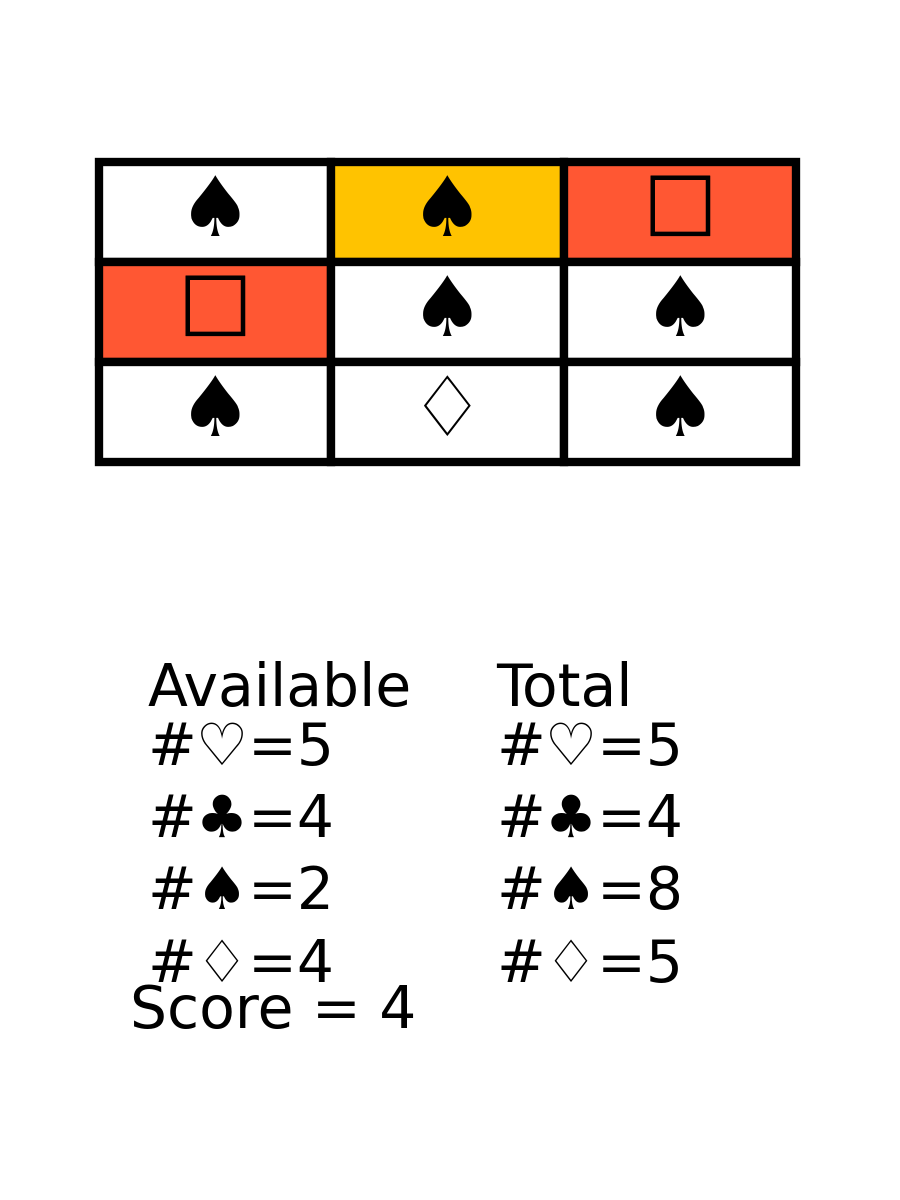 ♠ ♠ □
□ ♠ ♠
♠ ♢ ♠
Available Total
#♡=5 #♡=5
#♣=4 #♣=4
#♠=2 #♠=8
#♢=4 #♢=5
Score = 4